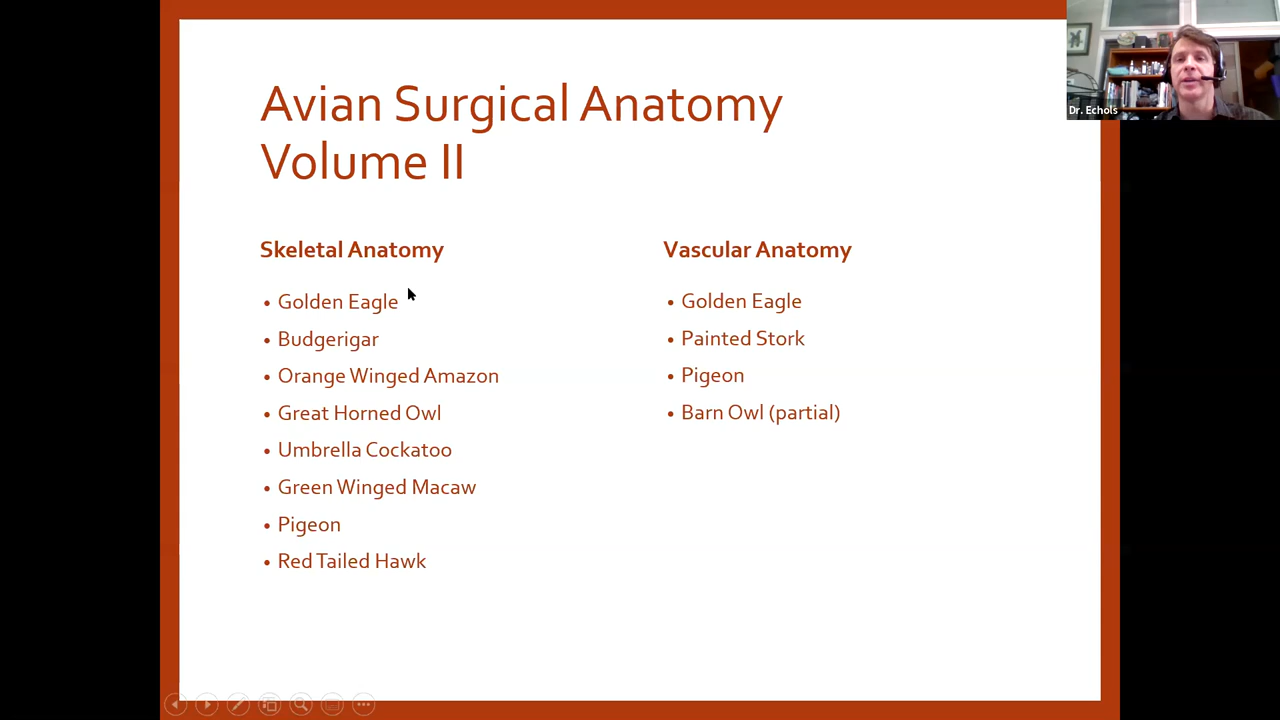 Avian Surgical Anatomy
Volume II
Skeletal Anatomy
• Golden Eagle
• Budgerigar
• Orange Winged Amazon
• Great Horned Owl
• Umbrella Cockatoo
• Green Winged Macaw
• Pigeon
• Red Tailed Hawk
Vascular Anatomy
• Golden Eagle
• Painted Stork
• Pigeon
• Barn Owl (partial)
Dr. Echols